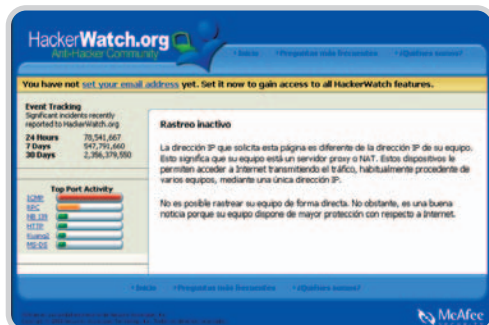 HackerWatch.org
Anti-Hacker Community
• Inicio • Preguntas más frecuentes • ¿Quiénes somos?
You have not set your email address yet. Set it now to gain access to all HackerWatch features.
Event Tracking
Significant incidents recently
reported to HackerWatch.org
24 Hours 78,541,667
7 Days 547,791,660
30 Days 2,356,379,550
Top Port Activity
ICMP
RPC
NB 139
HTTP
Kuang2
MS-DS
Rastreo inactivo
La dirección IP que solicita esta página es diferente de la dirección IP de su equipo.
Esto significa que su equipo está un servidor proxy o NAT. Estos dispositivos le
permiten acceder a Internet transmitiendo el tráfico, habitualmente procedente de
varios equipos, mediante una única dirección IP.
No es posible rastrear su equipo de forma directa. No obstante, es una buena
noticia porque su equipo dispone de mayor protección con respecto a Internet.
• Inicio • Preguntas más frecuentes • ¿Quiénes somos?
McAfee